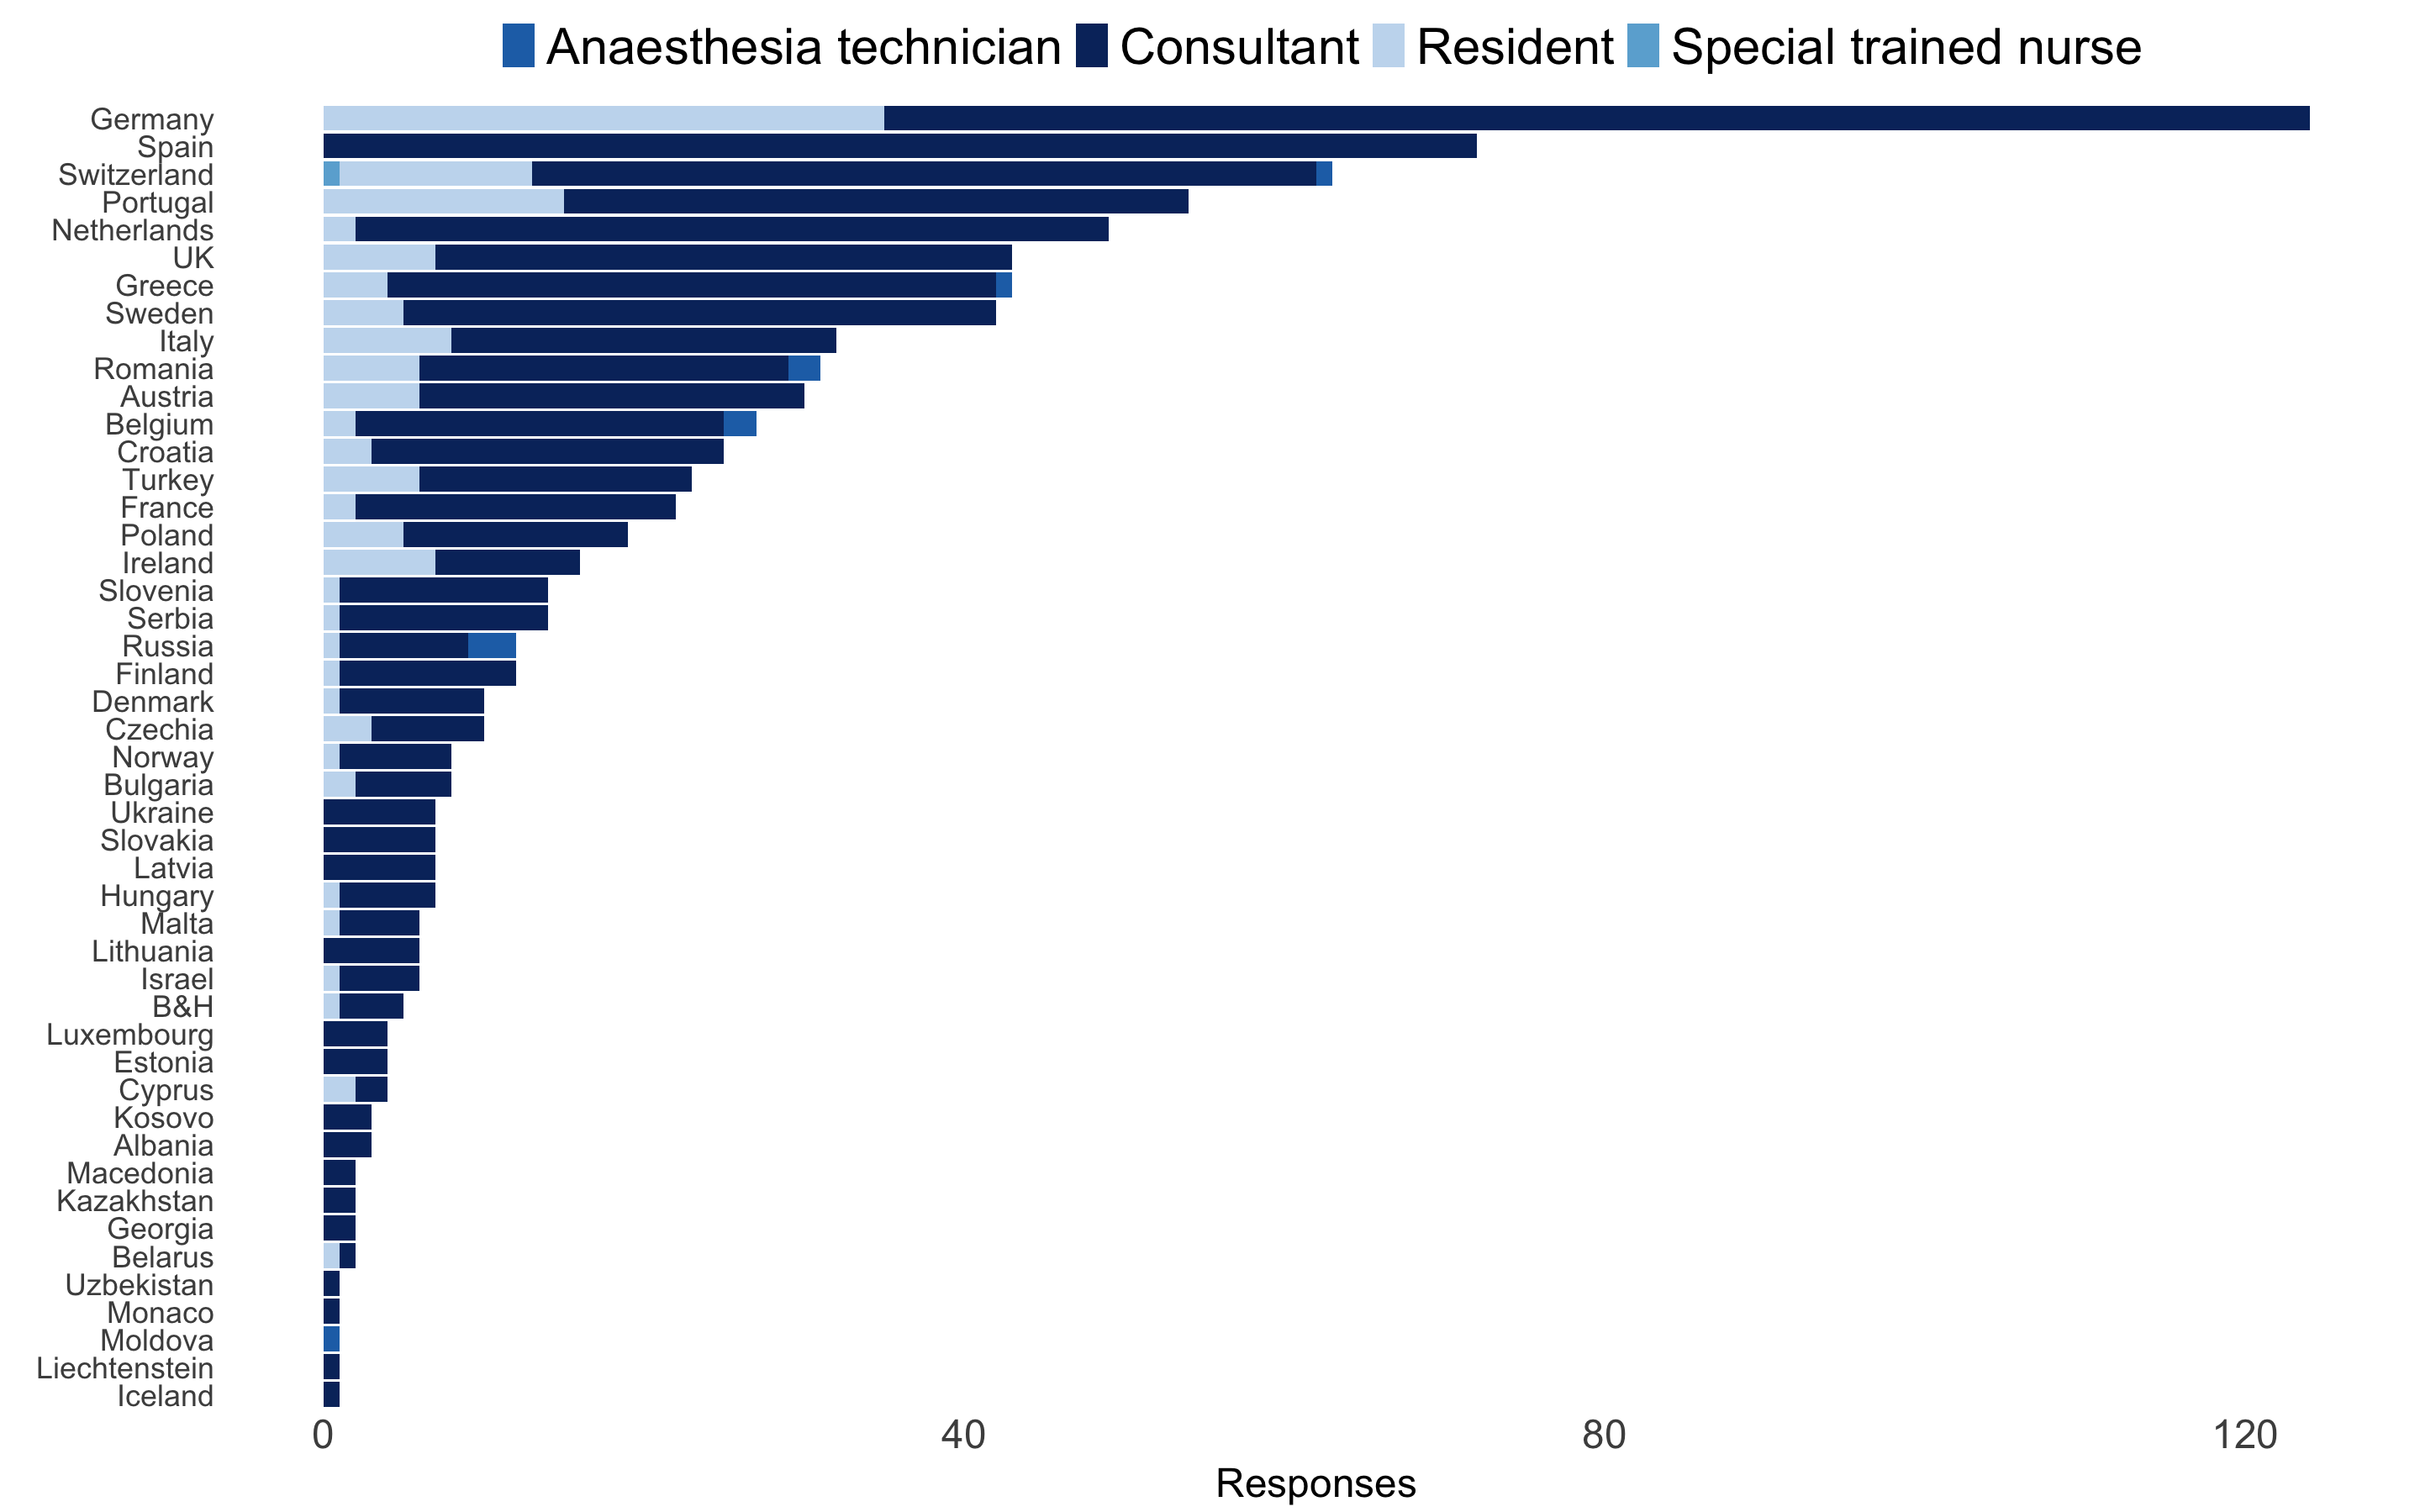 Anaesthesia technician Consultant Resident Special trained nurse
Germany
Spain
Switzerland
Portugal
Netherlands
UK
Greece
Sweden
Italy
Romania
Austria
Belgium
Croatia
Turkey
France
Poland
Ireland
Slovenia
Serbia
Russia
Finland
Denmark
Czechia
Norway
Bulgaria
Ukraine
Slovakia
Latvia
Hungary
Malta
Lithuania
Israel
B&H
Luxembourg
Estonia
Cyprus
Kosovo
Albania
Macedonia
Kazakhstan
Georgia
Belarus
Uzbekistan
Monaco
Moldova
Liechtenstein
Iceland
0 40 80 120
Responses